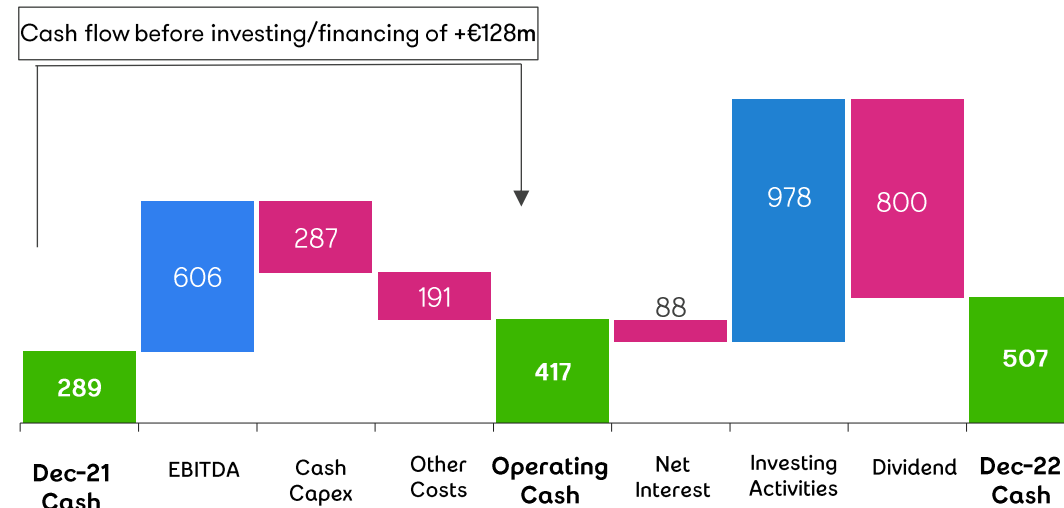 Cash flow before investing/financing of +€128m
978
800
287
606
191
88
289
417
507
Dec-21
Cash
EBITDA
Cash
Capex
Other
Costs
Operating
Cash
Net
Interest
Investing
Activities
Dividend
Dec-22
Cash